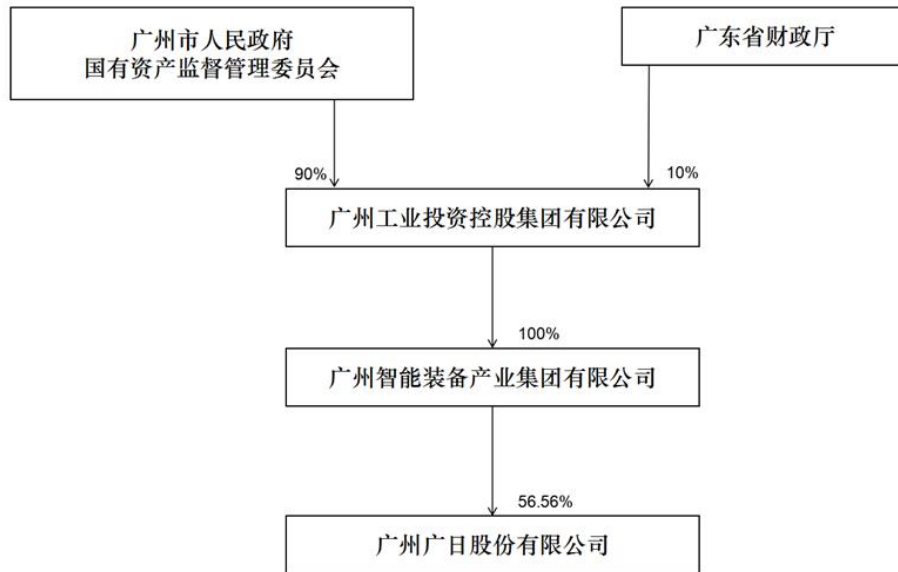 广州市人民政府
国有资产监督管理委员会
广东省财政厅
90%
10%
广州工业投资控股集团有限公司
100%
广州智能装备产业集团有限公司
56.56%
广州广日股份有限公司